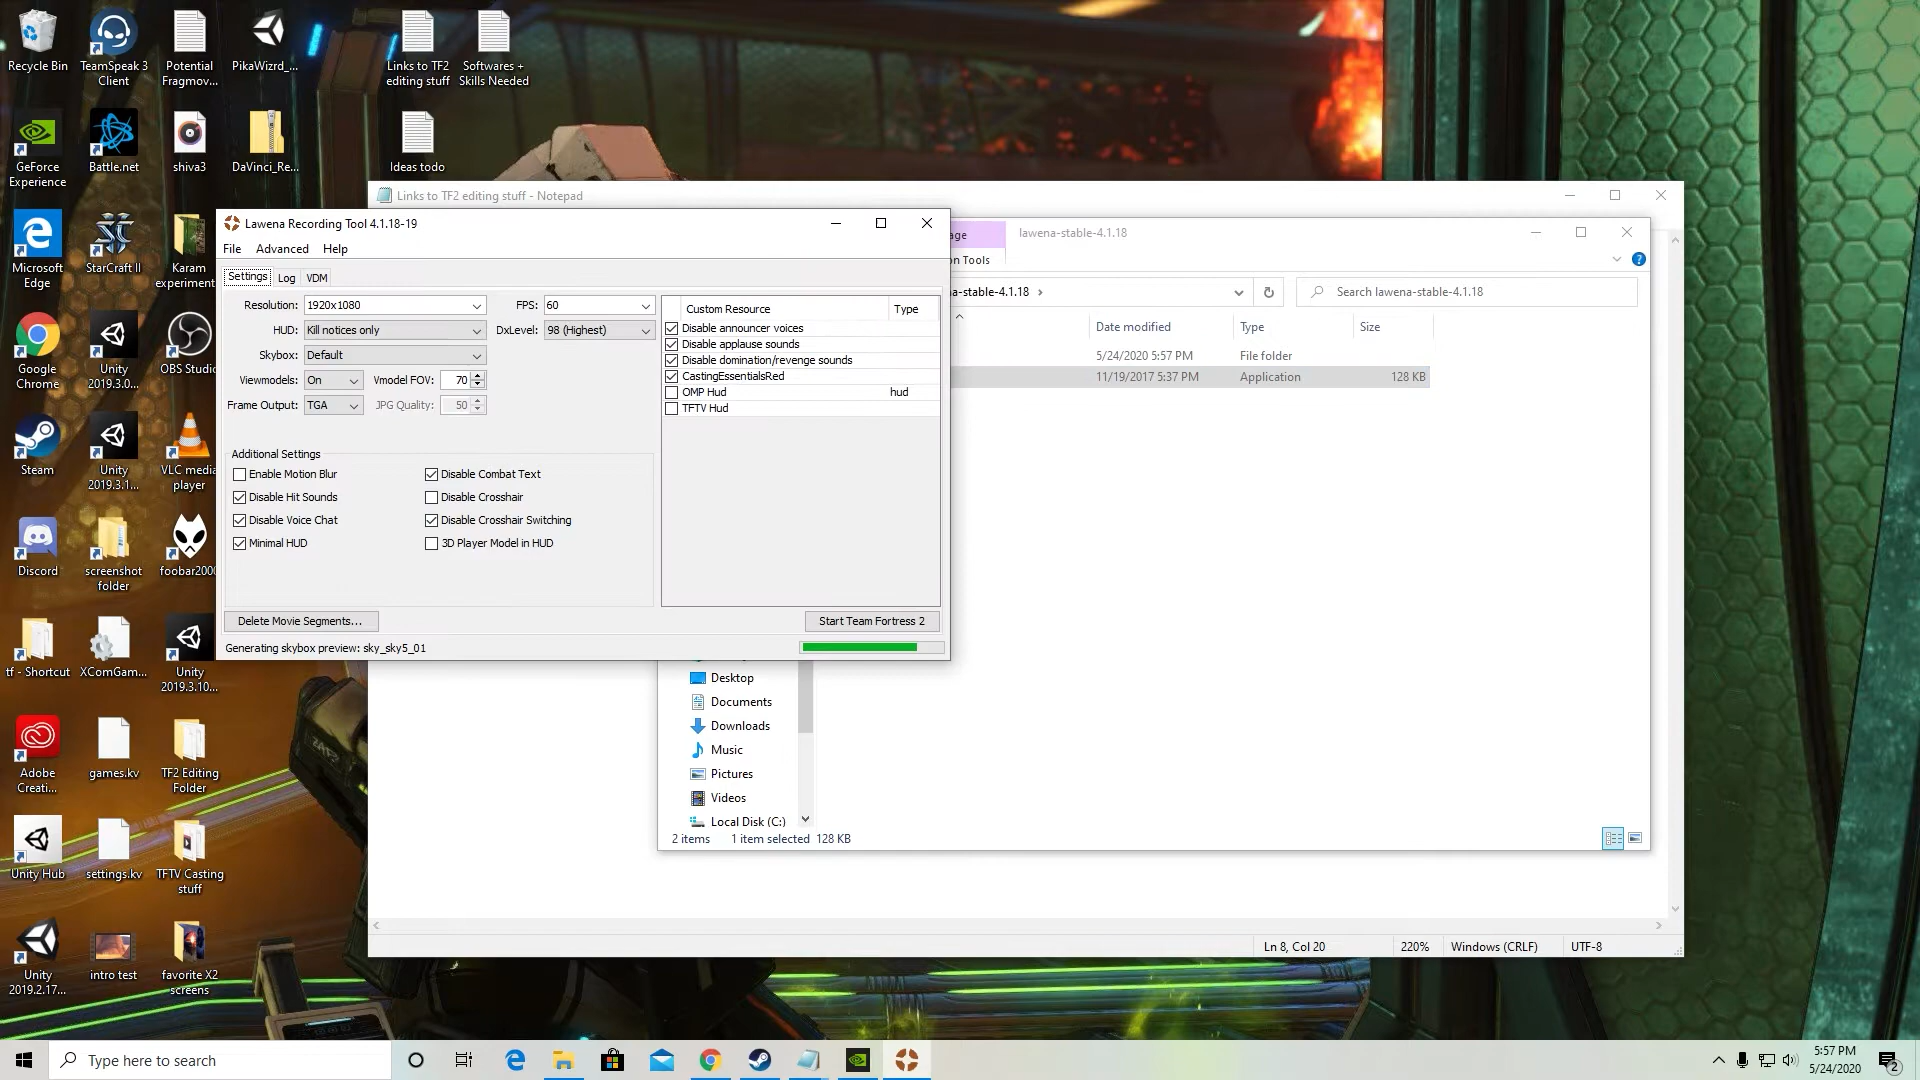 Recycle Bin
TeamSpeak 3
Client
Potential
Fragmov...
PikaWizrd_...
Links to TF2
editing stuff
Softwares +
Skills Needed
GeForce
Experience
Battle.net
shiva3
DaVinci_Re...
Ideas todo
Microsoft
Edge
StarCraft II
Karam
experiment
Google
Chrome
Unity
2019.3.0...
OBS Studio
Steam
Unity
2019.3.1...
VLC media
player
Discord
screenshot
folder
foobar2000
tf - Shortcut
XComGam...
Unity
2019.3.10...
Adobe
Creati...
games.kv
TF2 Editing
Folder
Unity Hub
settings.kv
TFTV Casting
stuff
Unity
2019.2.17...
intro test
favorite X2
screens
Links to TF2 editing stuff - Notepad
Lawena Recording Tool 4.1.18-19
File Advanced Help
Settings Log VDM
Resolution: 1920x1080 FPS: 60
HUD: Kill notices only DxLevel: 98 (Highest)
Skybox: Default
Viewmodels: On Vmodel FOV: 70
Frame Output: TGA JPG Quality: 50
Additional Settings
Enable Motion Blur Disable Combat Text
Disable Hit Sounds Disable Crosshair
Disable Voice Chat Disable Crosshair Switching
Minimal HUD 3D Player Model in HUD
Custom Resource Type
Disable announcer voices
Disable applause sounds
Disable domination/revenge sounds
CastingEssentialsRed
OMP Hud hud
TFTV Hud
Delete Movie Segments... Start Team Fortress 2
Generating skybox preview: sky_sky5_01
age lawena-stable-4.1.18
on Tools
a-stable-4.1.18 Search lawena-stable-4.1.18
Date modified Type Size
5/24/2020 5:57 PM File folder
11/19/2017 5:37 PM Application 128 KB
Desktop
Documents
Downloads
Music
Pictures
Videos
Local Disk (C:)
2 items 1 item selected 128 KB
Ln 8, Col 20 220% Windows (CRLF) UTF-8
Type here to search
5:57 PM
5/24/2020
2